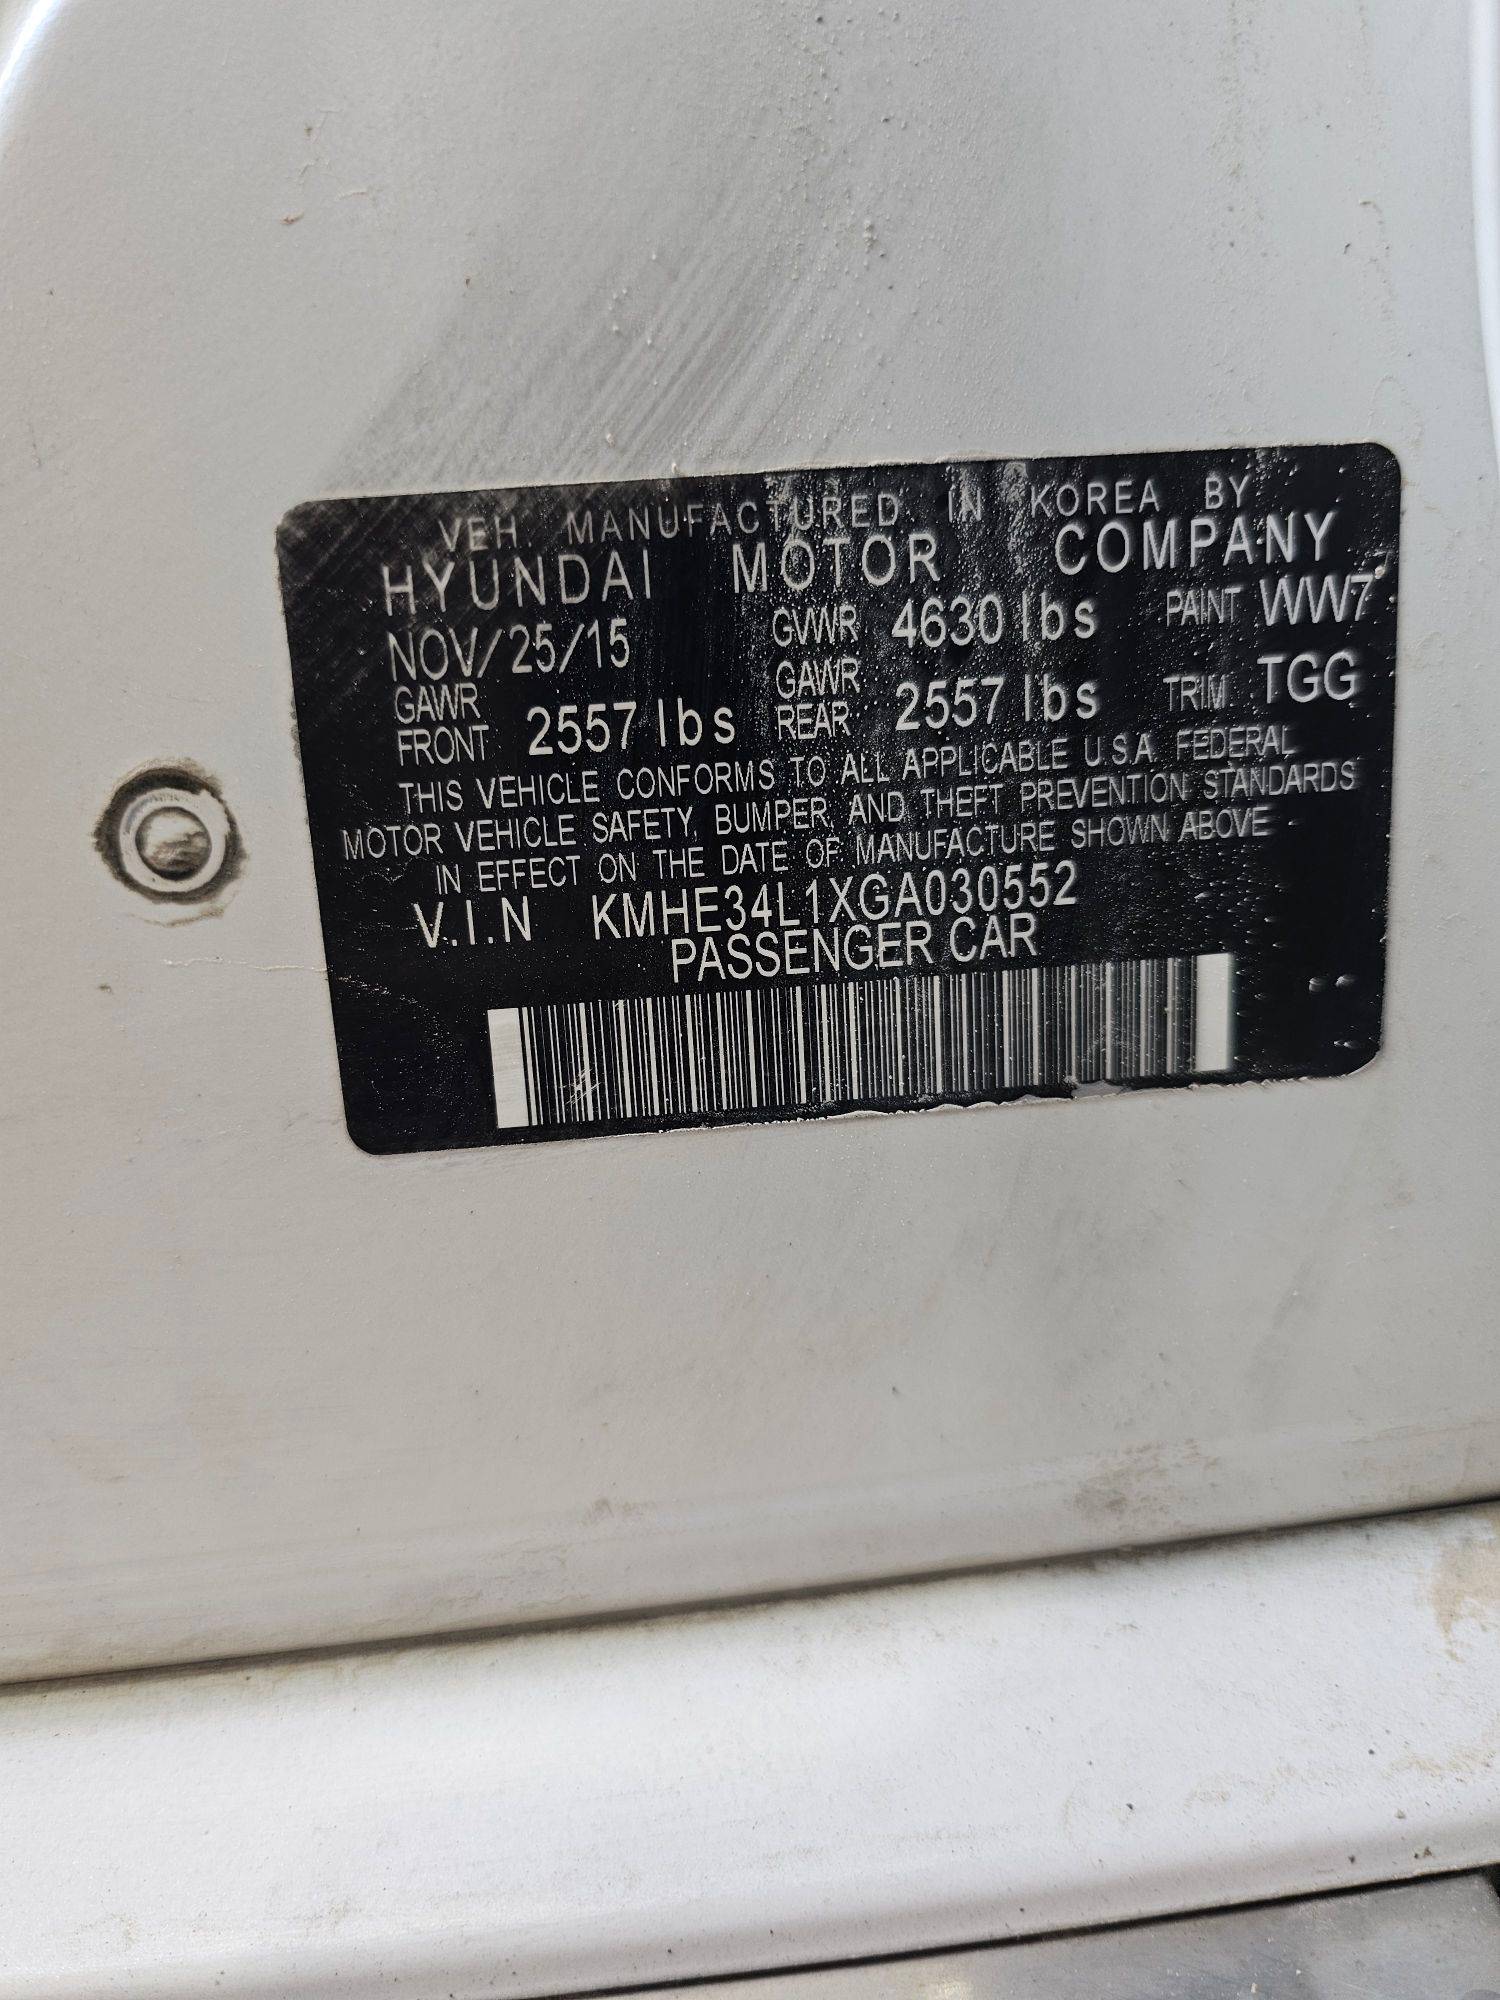 VEH. MANUFACTURED IN KOREA BY
HYUNDAI MOTOR COMPANY
NOV/25/15 GVWR 4630 lbs PAINT WW7
GAWR FRONT 2557 lbs GAWR REAR 2557 lbs TRIM TGG
THIS VEHICLE CONFORMS TO ALL APPLICABLE U.S.A. FEDERAL
MOTOR VEHICLE SAFETY, BUMPER, AND THEFT PREVENTION STANDARDS
IN EFFECT ON THE DATE OF MANUFACTURE SHOWN ABOVE
V.I.N KMHE34L1XGA030552
PASSENGER CAR